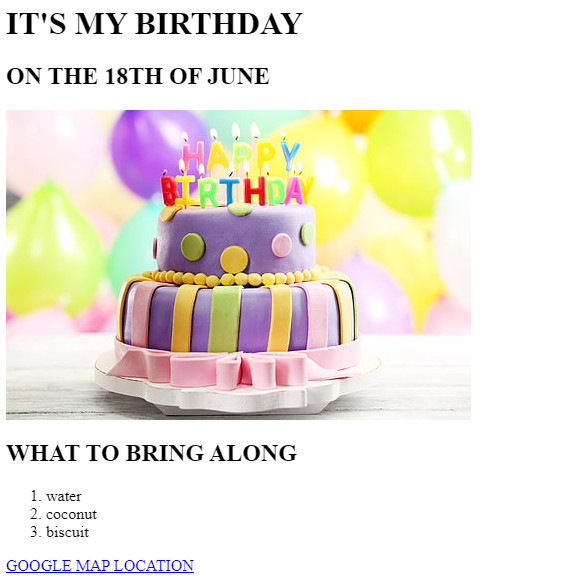 IT'S MY BIRTHDAY
ON THE 18TH OF JUNE
HAPPY
BIRTHDAY
WHAT TO BRING ALONG
1. water
2. coconut
3. biscuit
GOOGLE MAP LOCATION